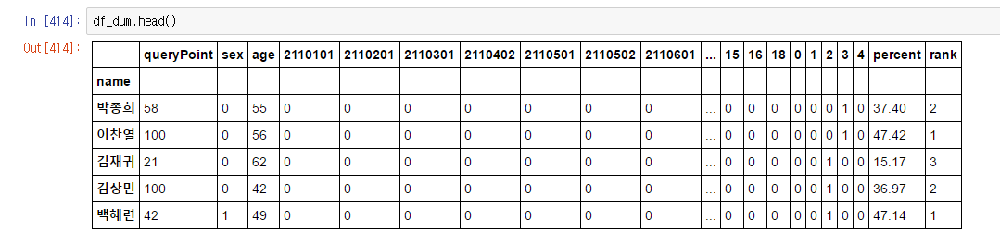 In [414]: df_dum.head()
Out[414]:
queryPoint sex age 2110101 2110201 2110301 2110402 2110501 2110502 2110601 ... 15 16 18 0 1 2 3 4 percent rank
name
박종희 58 0 55 0 0 0 0 0 0 0 ... 0 0 0 0 0 0 1 0 37.40 2
이찬열 100 0 56 0 0 0 0 0 0 0 ... 0 0 0 0 0 0 1 0 47.42 1
김재귀 21 0 62 0 0 0 0 0 0 0 ... 0 0 0 0 0 1 0 0 15.17 3
김상민 100 0 42 0 0 0 0 0 0 0 ... 0 0 0 0 0 1 0 0 36.97 2
백혜련 42 1 49 0 0 0 0 0 0 0 ... 0 0 0 0 0 1 0 0 47.14 1